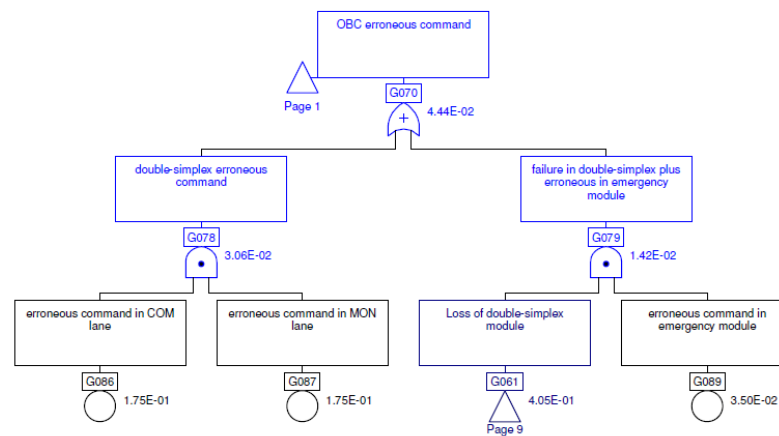 OBC erroneous command
G070
Page 1
4.44E-02
double-simplex erroneous
command
failure in double-simplex plus
erroneous in emergency
module
G078
3.06E-02
G079
1.42E-02
erroneous command in COM
lane
erroneous command in MON
lane
Loss of double-simplex
module
erroneous command in
emergency module
G086
1.75E-01
G087
1.75E-01
G061
4.05E-01
Page 9
G089
3.50E-02